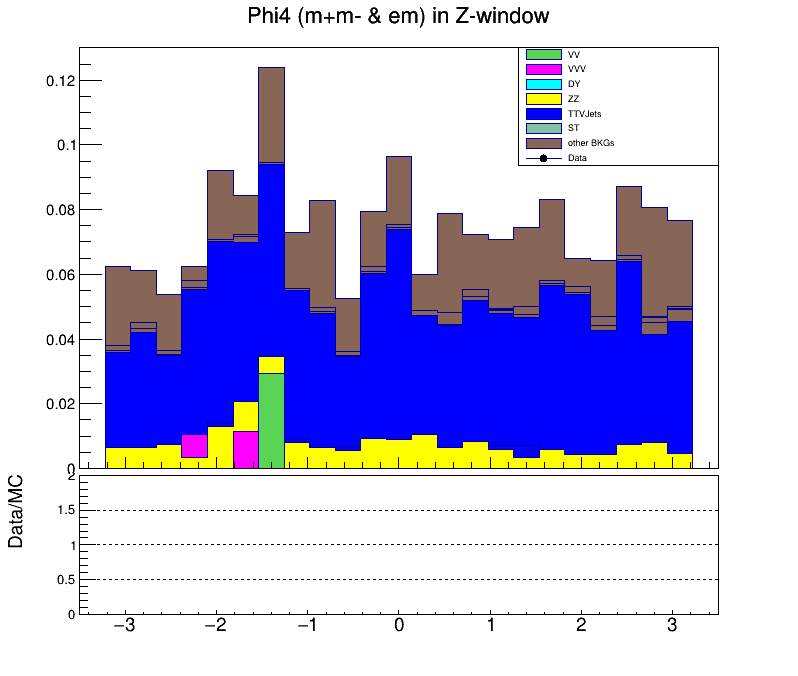 Phi4 (m+m- & em) in Z-window
VV
VVV
DY
ZZ
TTVJets
ST
other BKGs
Data
0.12
0.1
0.08
0.06
0.04
0.02
0
Data/MC
2
1.5
1
0.5
0
−3 −2 −1 0 1 2 3